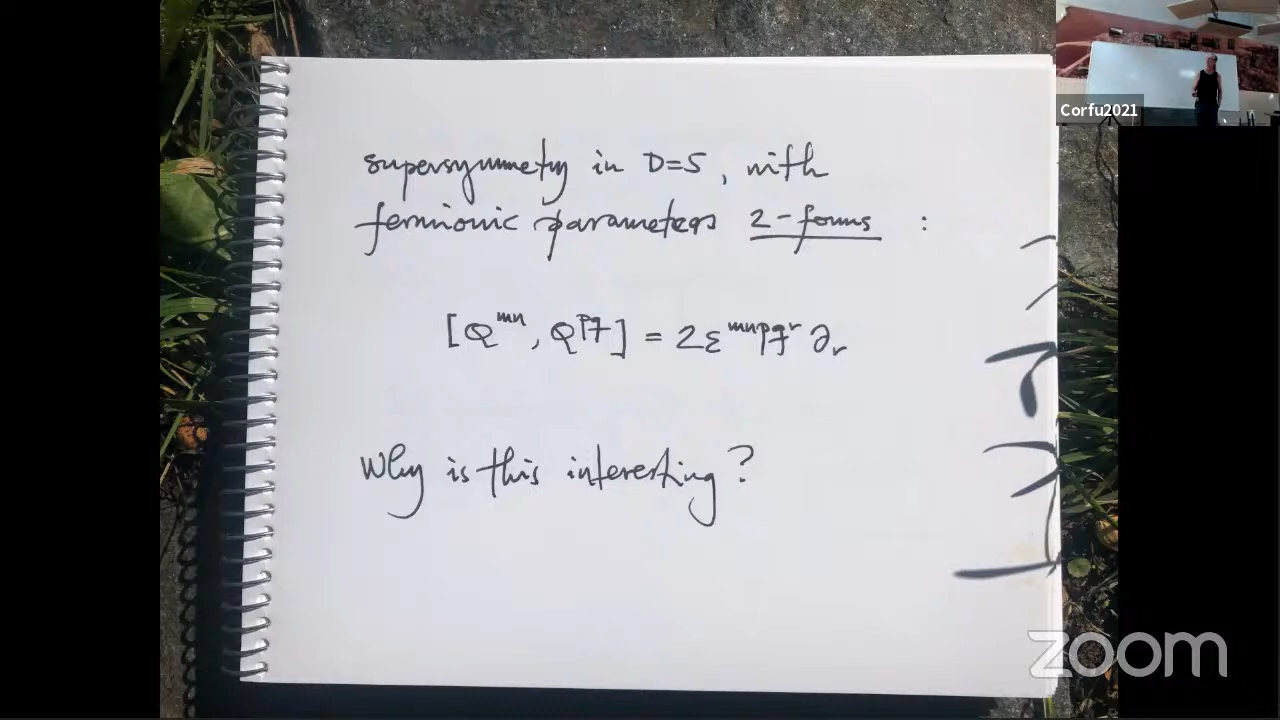 supersymmetry in D=5, with
fermionic parameters 2-forms :
[Q^{mn}, Q^{pq}] = 2ε^{mnpqr} ∂_r
Why is this interesting?
Corfu2021
zoom